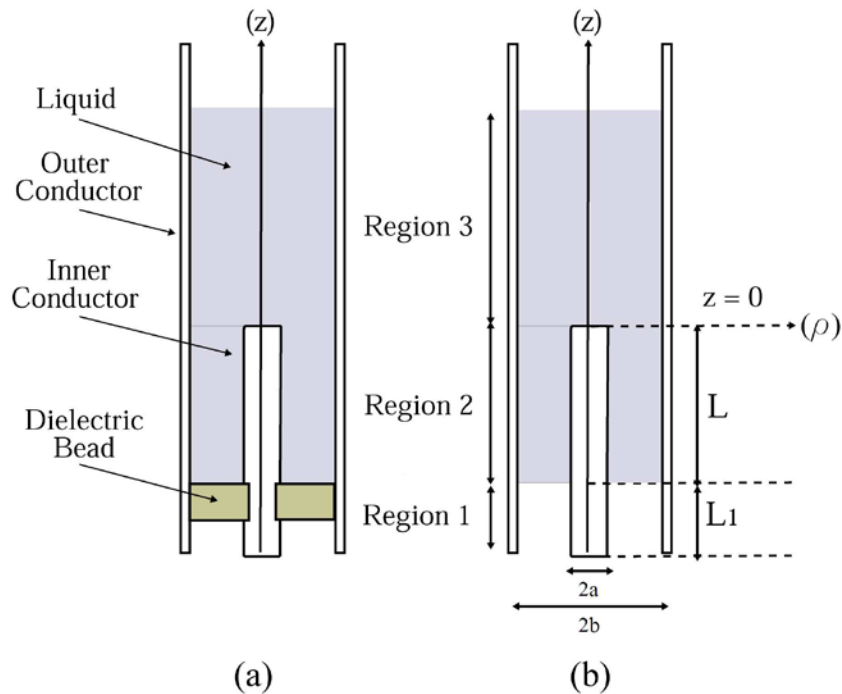 (z)
Liquid
Outer
Conductor
Inner
Conductor
Dielectric
Bead
(a)
(z)
Region 3
z = 0
(ρ)
Region 2
L
Region 1
L1
2a
2b
(b)